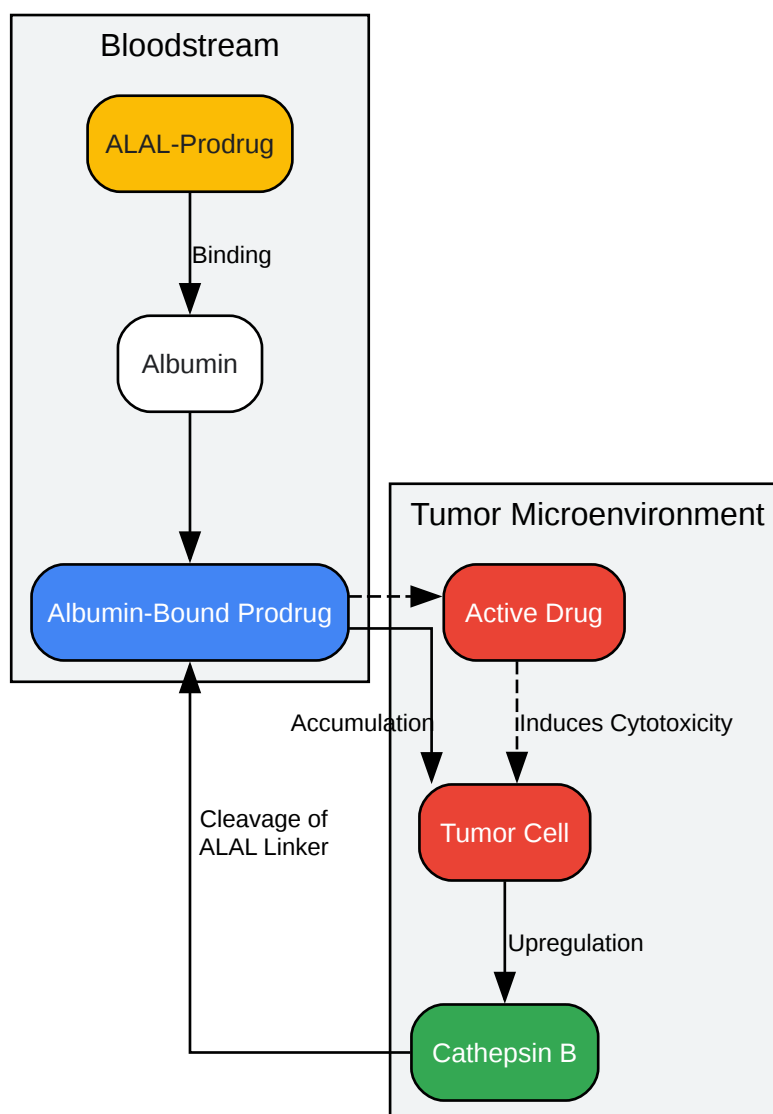 Bloodstream
ALAL-Prodrug
Binding
Albumin
Tumor Microenvironment
Albumin-Bound Prodrug
Active Drug
Accumulation
Induces Cytotoxicity
Cleavage of
ALAL Linker
Tumor Cell
Upregulation
Cathepsin B